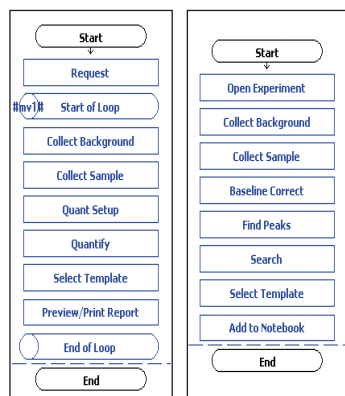 Start
Request
#mv1# Start of Loop
Collect Background
Collect Sample
Quant Setup
Quantify
Select Template
Preview/Print Report
End of Loop
End
Start
Open Experiment
Collect Background
Collect Sample
Baseline Correct
Find Peaks
Search
Select Template
Add to Notebook
End